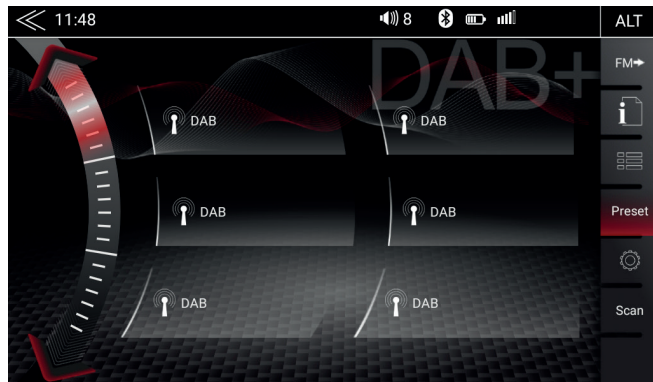 11:48
8
ALT
DAB+
FM
i
DAB
DAB
DAB
DAB
Preset
DAB
DAB
Scan